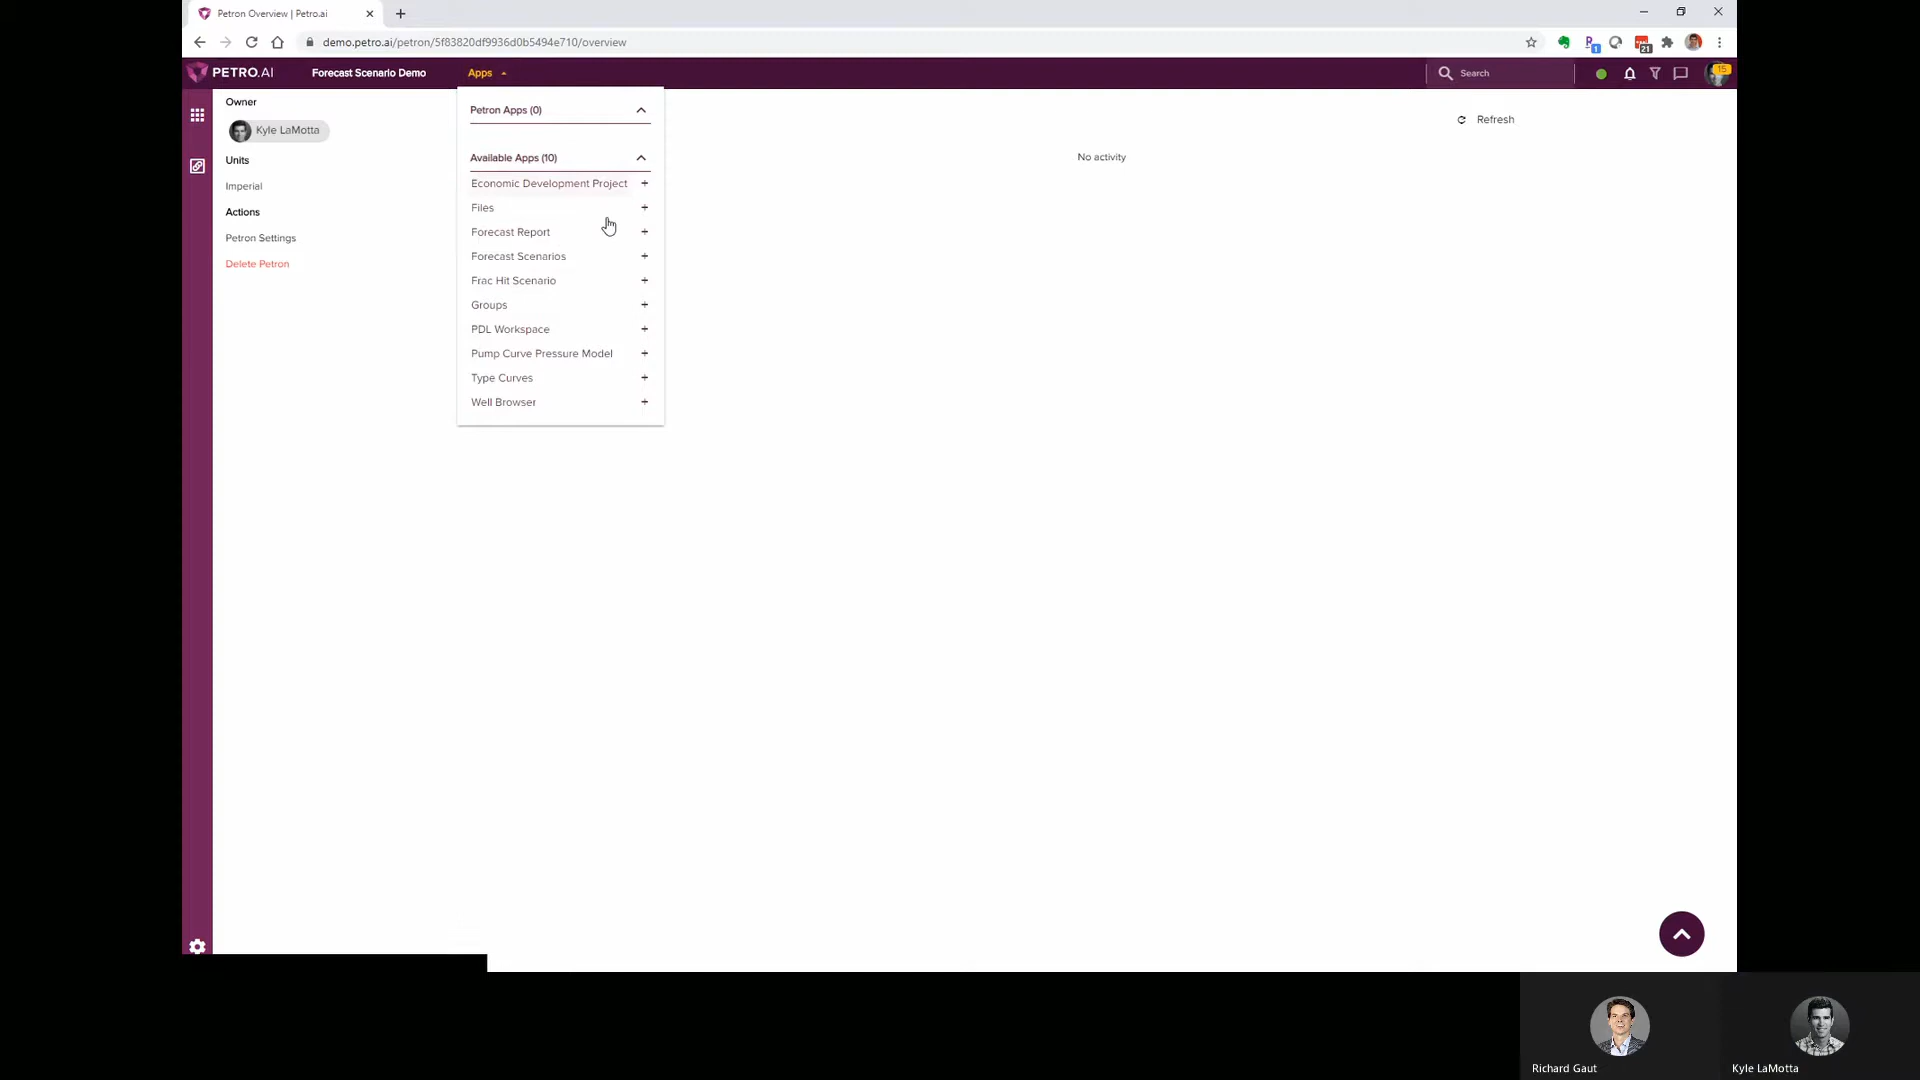 Petron Overview | Petro.ai
demo.petro.ai/petron/5f83820df9936d0b5494e710/overview
1
21
PETRO.AI
Forecast Scenario Demo
Apps
Search
15
Owner
Kyle LaMotta
Units
Imperial
Actions
Petron Settings
Delete Petron
Petron Apps (0)
Available Apps (10)
Economic Development Project +
Files +
Forecast Report +
Forecast Scenarios +
Frac Hit Scenario +
Groups +
PDL Workspace +
Pump Curve Pressure Model +
Type Curves +
Well Browser +
Refresh
No activity
Richard Gaut
Kyle LaMotta